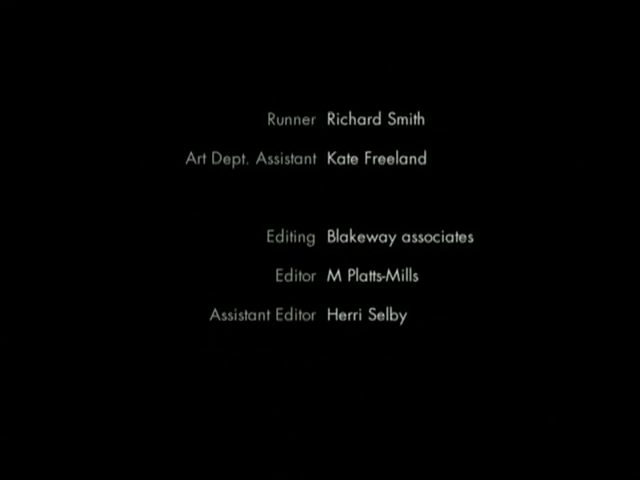 Runner Richard Smith
Art Dept. Assistant Kate Freeland
Editing Blakeway associates
Editor M Platts-Mills
Assistant Editor Herri Selby